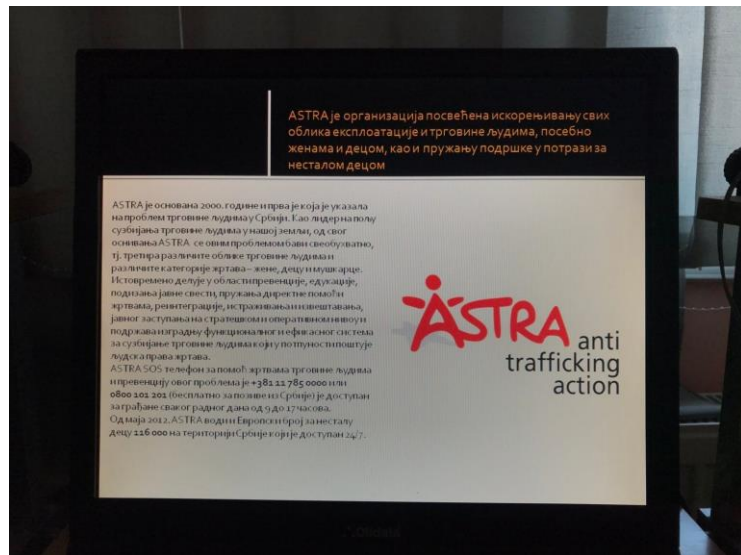 ASTRA је организација посвећена искорењивању свих
облика експлоатације и трговине људима, посебно
женама и децом, као и пружању подршке у потрази за
несталом децом
ASTRA је основана 2000. године и прва је која је указала
на проблем трговине људима у Србији. Као лидер на пољу
сузбијања трговине људима у нашој земљи, од свог
оснивања ASTRA се овим проблемом бави свеобухватно,
тј. третира различите облике трговине људима и
различите категорије жртава – жене, децу и мушкарце.
Истовремено делује у области превенције, едукације,
подизања јавне свести, пружања директне помоћи
жртвама, реинтеграције, истраживања и извештавања,
јавног заступања на стратешком и оперативном нивоу и
подржава изградњу функционалног и ефикасног система
за сузбијање трговине људима који у потпуности поштује
људска права жртава.
ASTRA SOS телефон за помоћ жртвама трговине људима
и превенцију овог проблема је +381 11 785 0000 или
0800 101 201 (бесплатно за позиве из Србије) је доступан
за грађане сваког радног дана од 9 до 17 часова.
Од маја 2012. ASTRA води и Европски број за несталу
децу 116 000 на територији Србије који је доступан 24/7.
ASTRA anti
trafficking
action